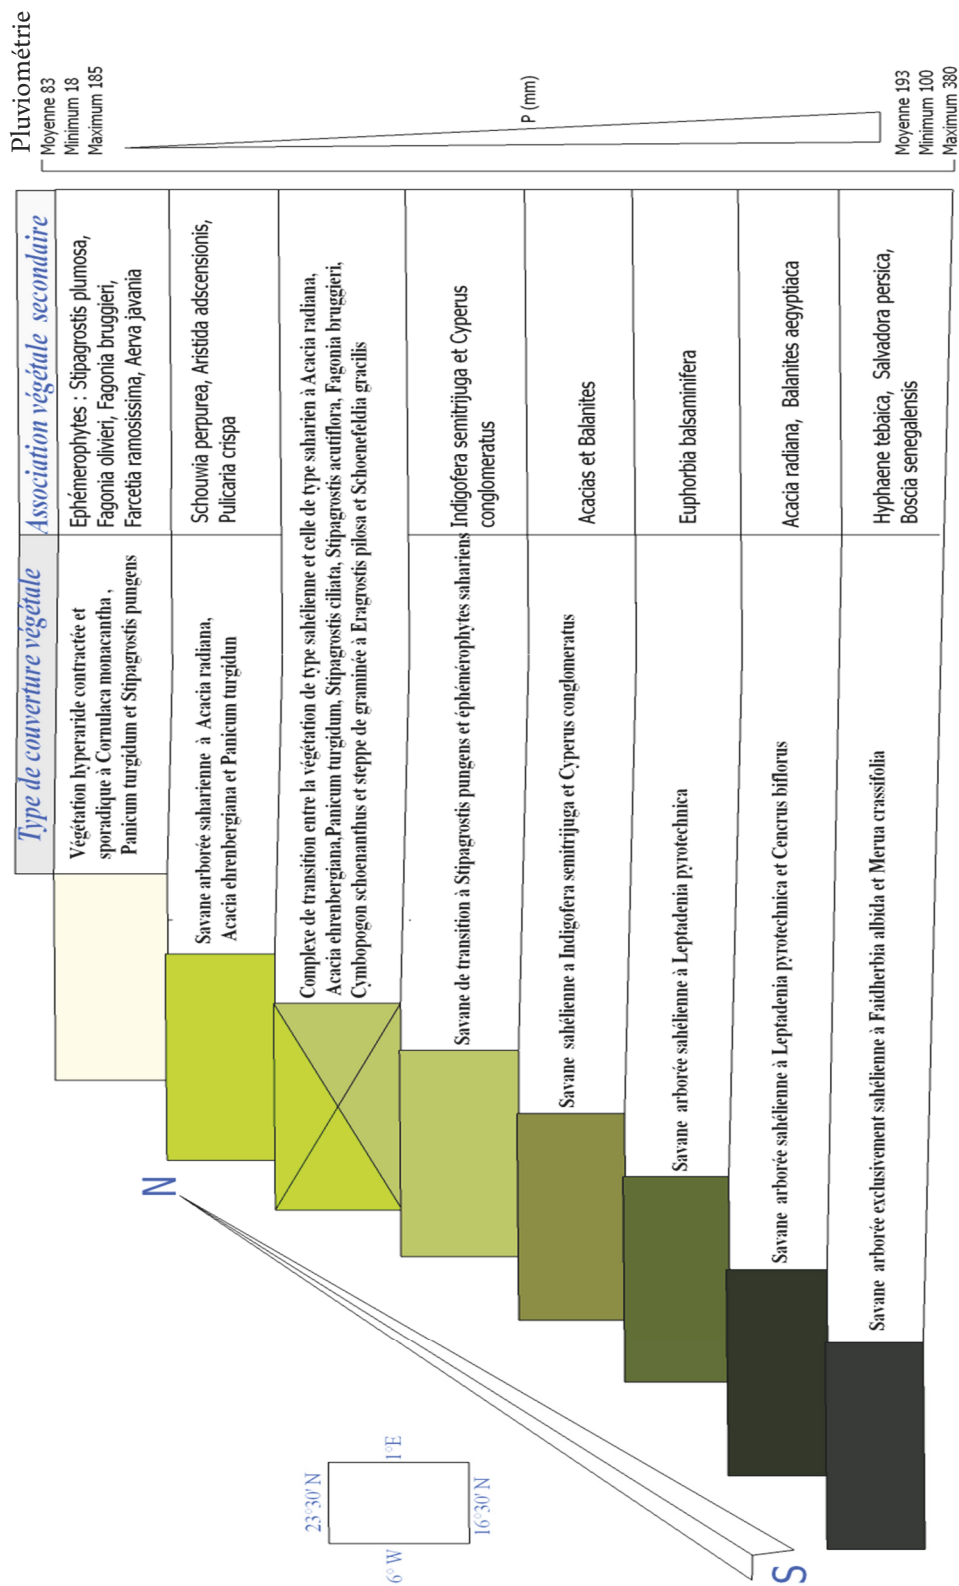 Type de couverture végétale
Association végétale secondaire
Pluviométrie
Moyenne 83
Minimum 18
Maximum 185
Végétation hyperaride contractée et
sporadique à Cornulaca monacantha ,
Panicum turgidum et Stipagrostis pungens
Ephémerophytes : Stipagrostis plumosa,
Fagonia olivieri, Fagonia bruggieri,
Farcetia ramosissima, Aerva javania
Savane arborée saharienne à Acacia radiana,
Acacia ehrenbergiana et Panicum turgidun
Schouvia perpurea, Aristida adscensionis,
Pulicaria crispa
Complexe de transition entre la végétation de type sahélienne et celle de type saharien à Acacia radiana,
Acacia ehrenbergiana,Panicum turgidum, Stipagrostis ciliata, Stipagrostis acutiflora, Fagonia bruggieri,
Cymbopogon schoenanthus et steppe de graminée à Eragrostis pilosa et Schoenefeldia gracilis
Savane de transition à Stipagrostis pungens et éphémérophytes sahariens
Indigofera semitrijuga et Cyperus
conglomeratus
Savane sahélienne a Indigofera semitrijuga et Cyperus conglomeratus
Acacias et Balanites
Savane arborée sahélienne à Leptadenia pyrotechnica
Euphorbia balsaminifera
Savane arborée sahélienne à Leptadenia pyrotechnica et Cencrus biflorus
Acacia radiana, Balanites aegyptiaca
Savane arborée exclusivement sahélienne à Faidherbia albida et Merua crassifolia
Hyphaene tebaica, Salvadora persica,
Boscia senegalensis
P (mm)
Moyenne 193
Minimum 100
Maximum 380
N
S
23°30' N
6° W
1°E
16°30' N